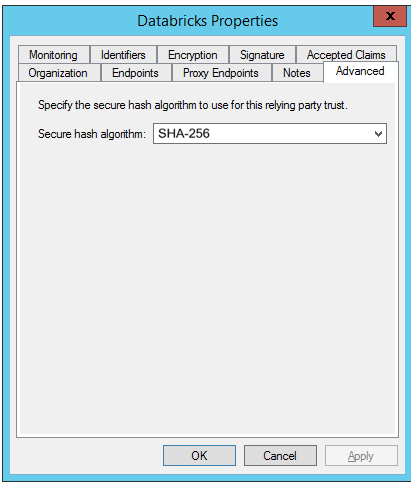 Databricks Properties
x
Monitoring Identifiers Encryption Signature Accepted Claims
Organization Endpoints Proxy Endpoints Notes Advanced
Specify the secure hash algorithm to use for this relying party trust.
Secure hash algorithm: SHA-256
OK Cancel Apply